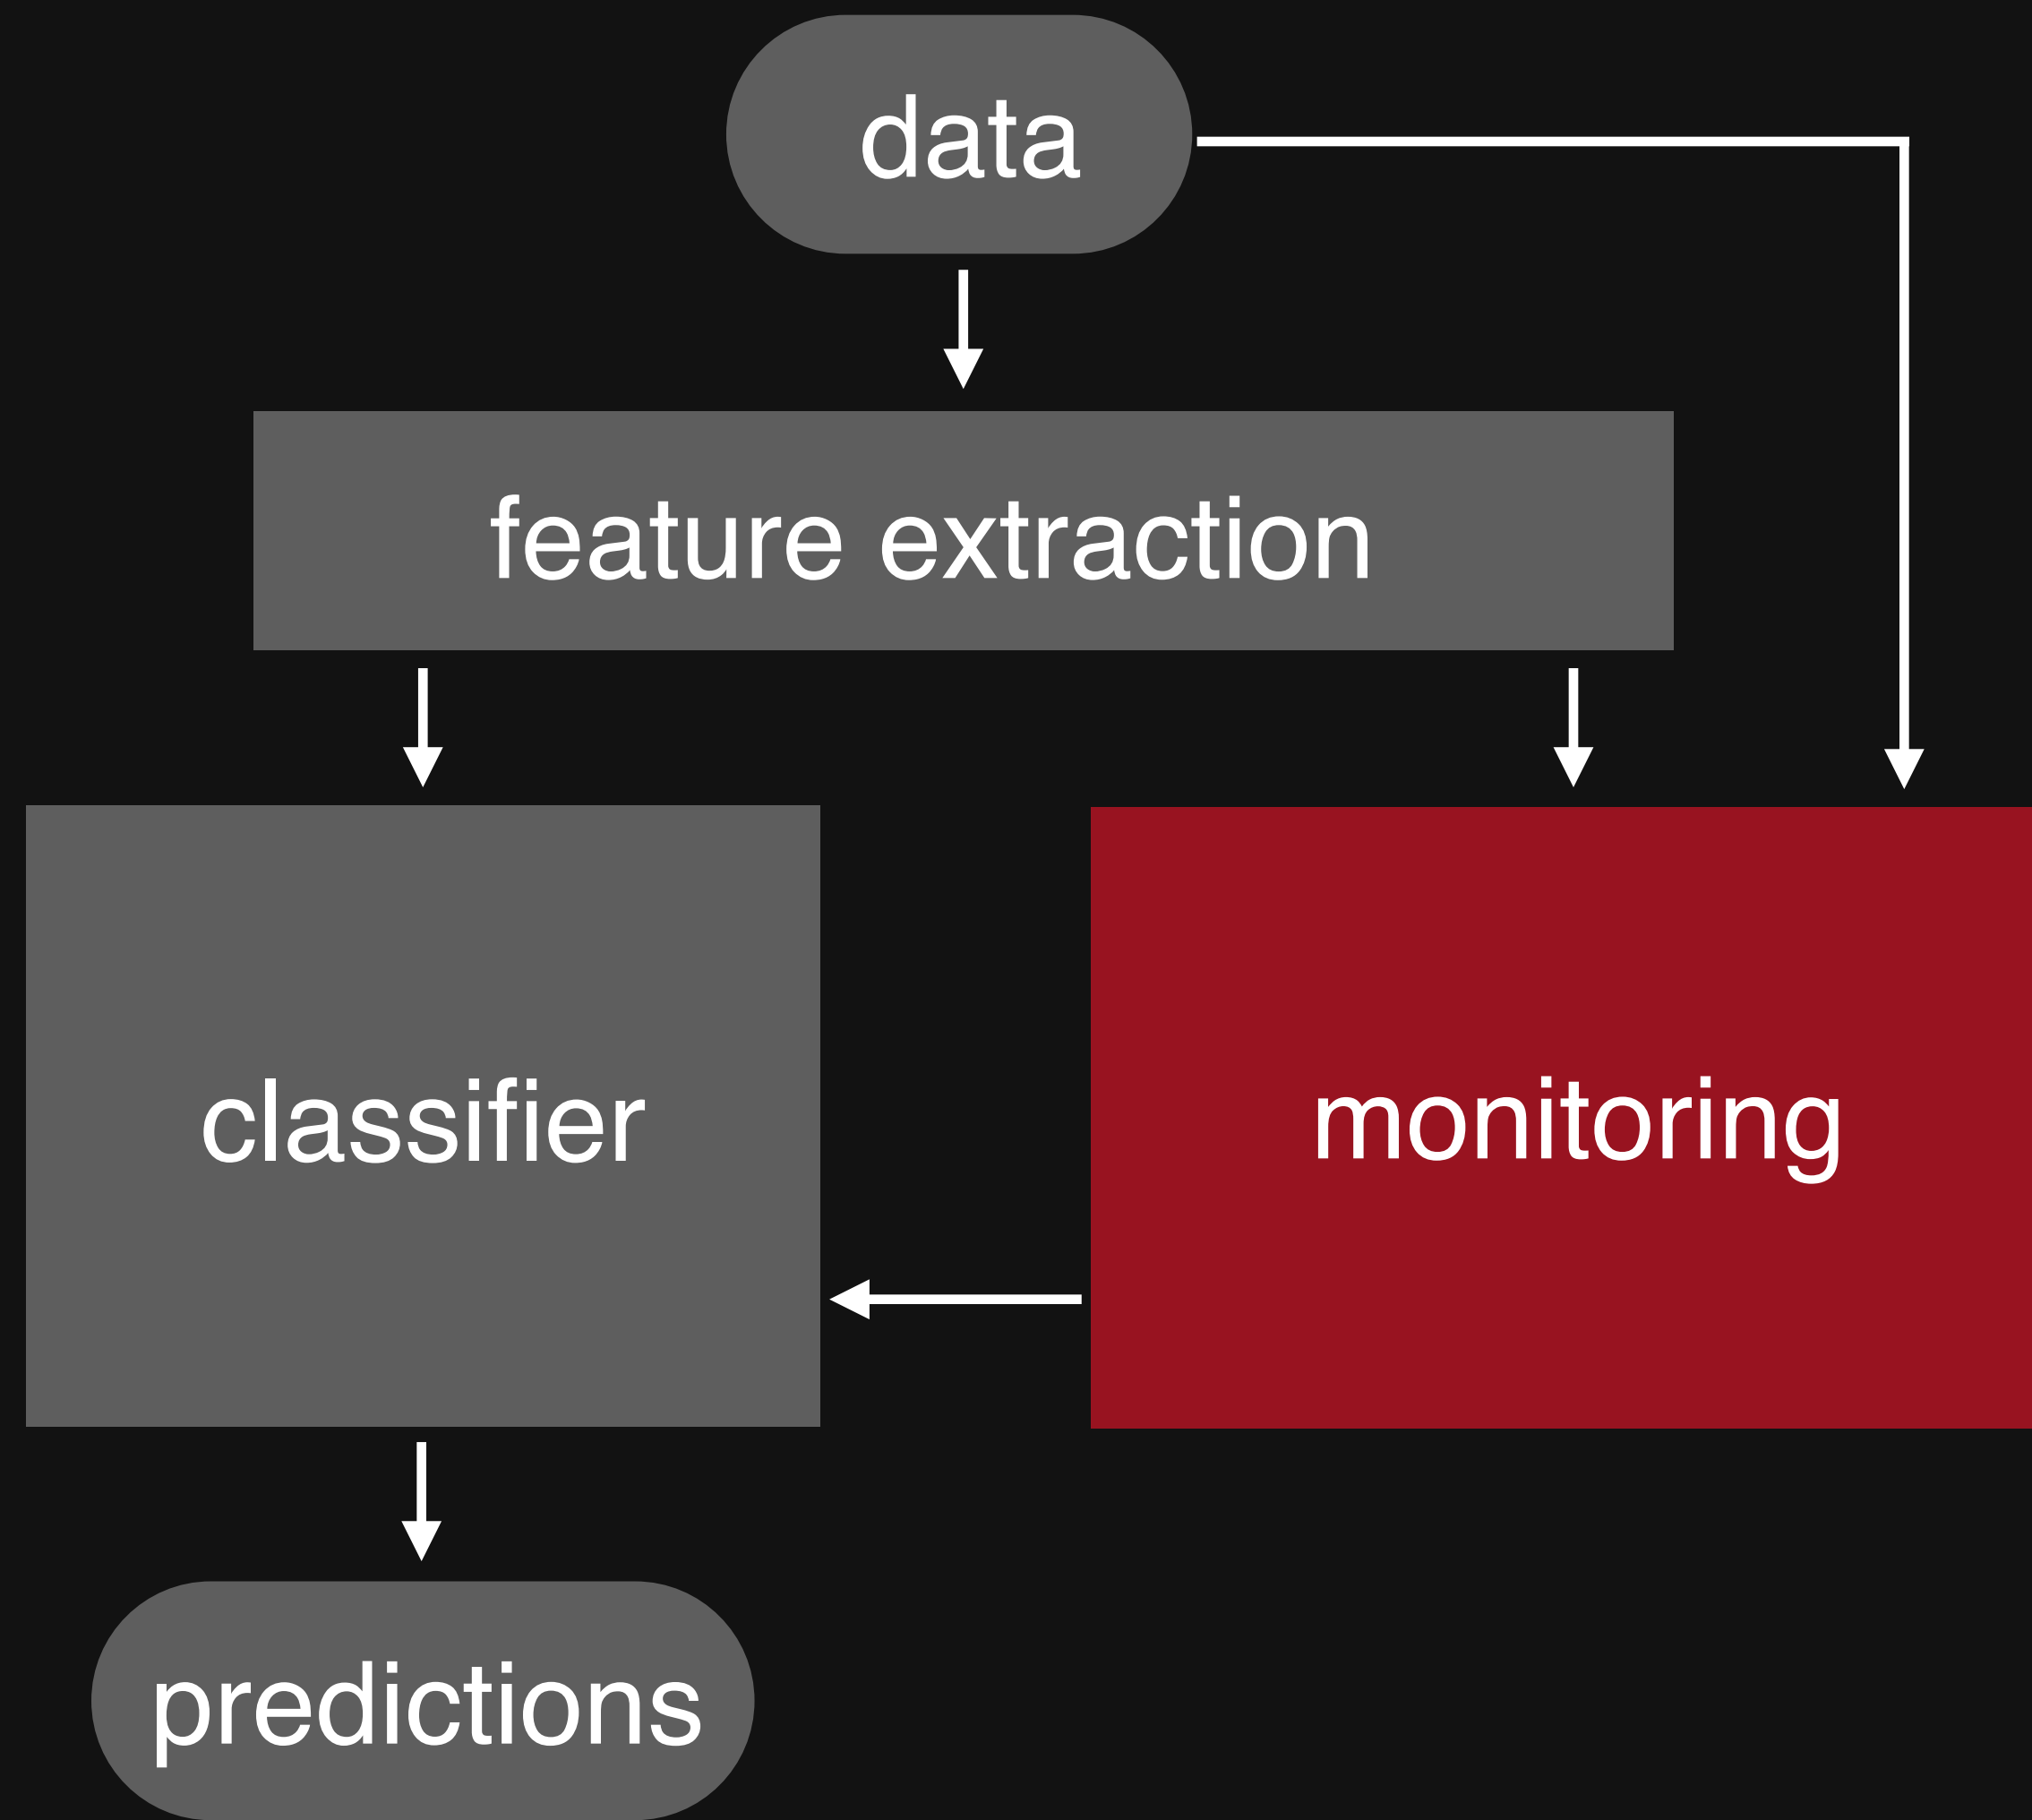 data
feature extraction
classifier
monitoring
predictions